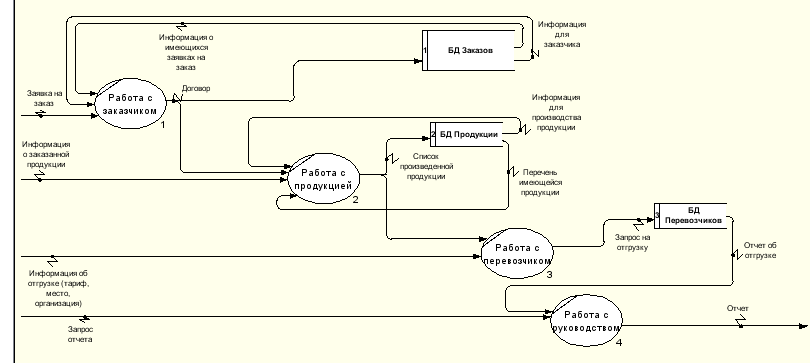 Информация
для
заказчика
Информация о
имеющихся
заявках на
заказ
1
БД Заказов
Заявка на
заказ
Работа с
заказчиком
1
Договор
Информация
для
производства
продукции
Информация
о заказанной
продукции
2
БД Продукции
Список
произведенной
продукции
Работа с
продукцией
2
Перечень
имеющейся
продукции
3
БД
Перевозчиков
Запрос на
отгрузку
Работа с
перевозчиком
3
Отчет об
отгрузке
Информация об
отгрузке (тариф,
место,
организация)
Запрос
отчета
Работа с
руководством
4
Отчет